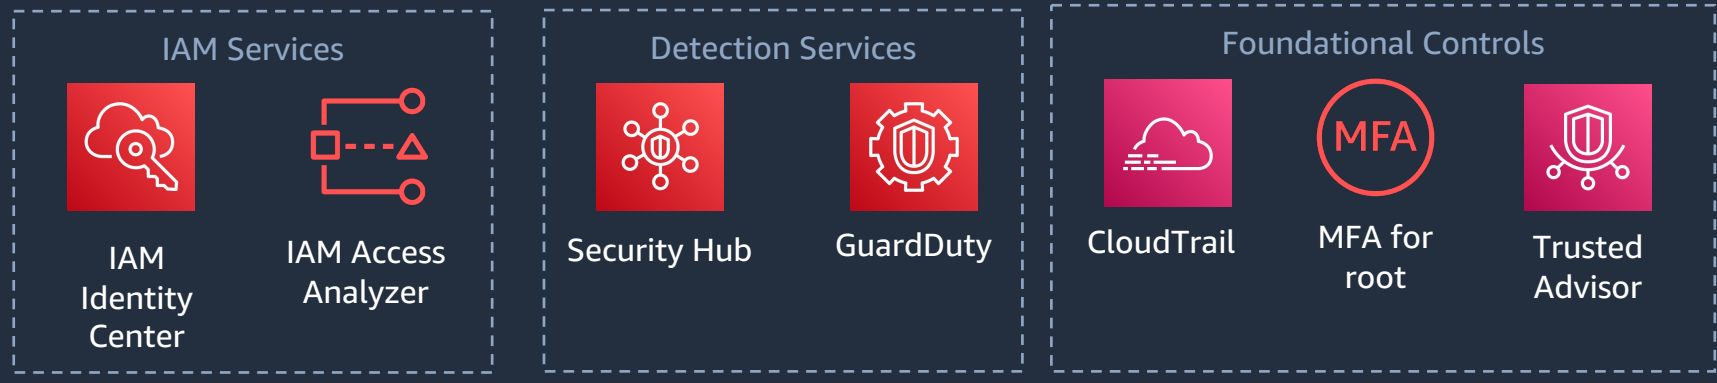 IAM Services
IAM
Identity
Center
IAM Access
Analyzer
Detection Services
Security Hub
GuardDuty
Foundational Controls
CloudTrail
MFA
MFA for
root
Trusted
Advisor